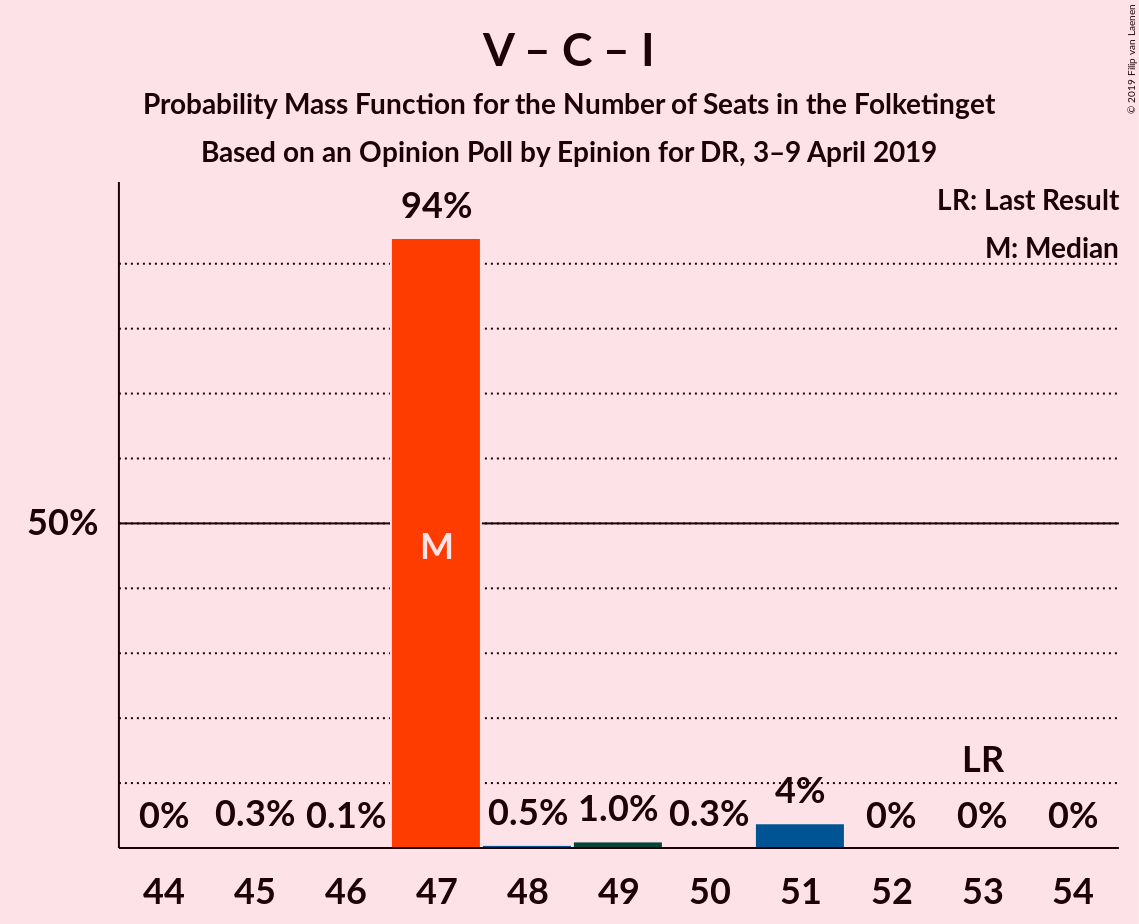 V – C – I
Probability Mass Function for the Number of Seats in the Folketinget
Based on an Opinion Poll by Epinion for DR, 3–9 April 2019
© 2019 Filip van Laenen
LR: Last Result
M: Median
94%
50%
M
LR
0% 0.3% 0.1% 0.5% 1.0% 0.3% 4% 0% 0% 0%
44 45 46 47 48 49 50 51 52 53 54